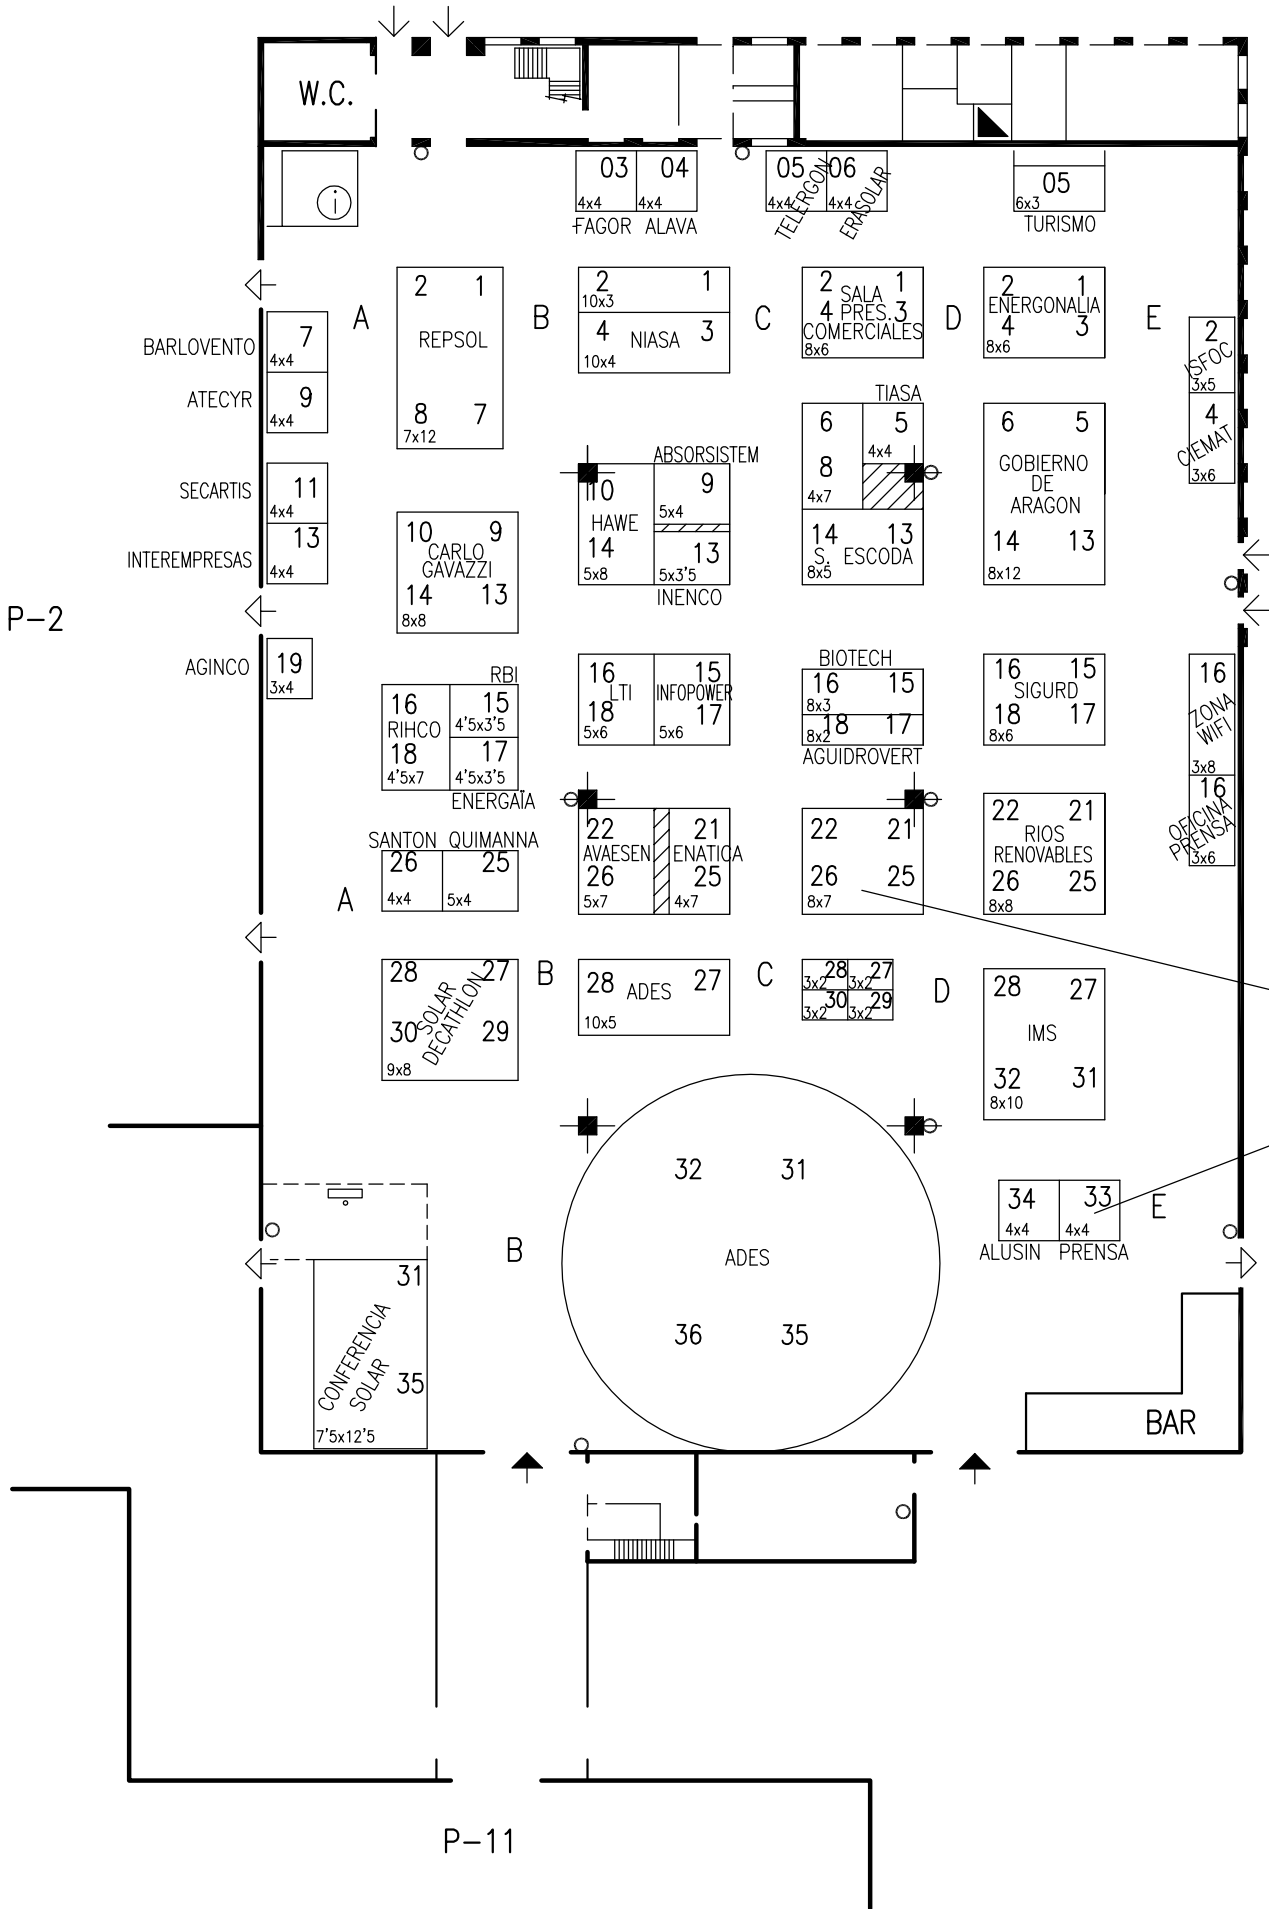 W.C.
i
03 04
4x4 4x4
FAGOR ALAVA
05 06
4x4 4x4
TELERGON
ERASOLAR
05
6x3
TURISMO
A
2 1
REPSOL
8 7
7x12
B
2 1
10x3
4 NIASA 3
10x4
C
2 1
SALA
4 PRES. 3
COMERCIALES
8x6
D
2 1
ENERGONALIA
4 3
8x6
E
2
ISFOC
3x5
4
CIEMAT
3x6
BARLOVENTO
7
4x4
ATECYR
9
4x4
SECARTIS
11
4x4
INTEREMPRESAS
13
4x4
P-2
AGINCO
19
3x4
10 9
CARLO
GAVAZZI
14 13
8x8
ABSORSISTEM
10 9
5x4
HAWE
14 13
5x8 5x3'5
INENCO
TIASA
6 5
4x4
8
4x7
14 13
S. ESCODA
8x5
6 5
GOBIERNO
DE
ARAGON
14 13
8x12
RBI
16 15
4'5x3'5
RIHCO
18 17
4'5x7 4'5x3'5
ENERGAÏA
16 15
LTI INFOPOWER
18 17
5x6 5x6
BIOTECH
16 15
8x3
18 17
8x2
AGUIDROVERT
16 15
SIGURD
18 17
8x6
16
ZONA
WIFI
3x8
16
OFICINA
PRENSA
3x6
SANTON QUIMANNA
26 25
4x4 5x4
A
22 21
AVAESEN ENATICA
26 25
5x7 4x7
22 21
26 25
8x7
22 21
RIOS
RENOVABLES
26 25
8x8
28 27
SOLAR
DECATHLON
30 29
9x8
B
28 ADES 27
10x5
C
28 27
3x2 3x2
30 29
3x2 3x2
D
28 27
IMS
32 31
8x10
32 31
ADES
36 35
B
34 33
4x4 4x4
ALUSIN PRENSA
E
31
CONFERENCIA
SOLAR
35
7'5x12'5
BAR
P-11